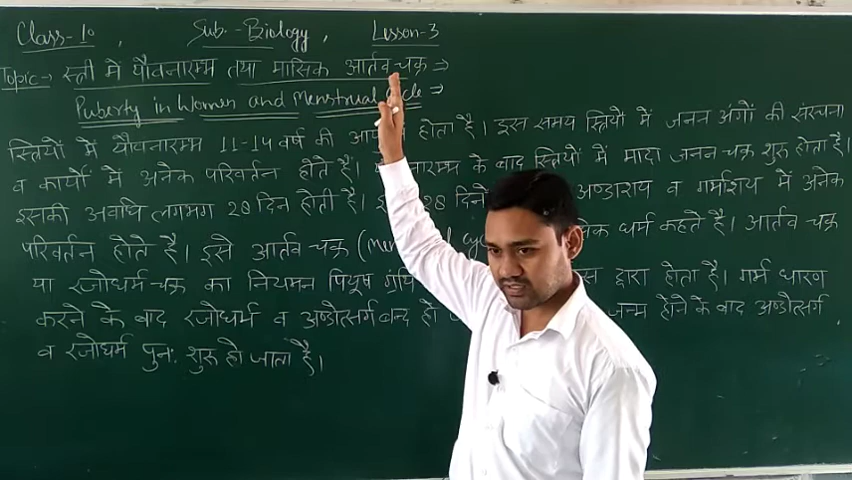 Class-10, Sub.-Biology, Lesson-3
Topic-> स्त्री में यौवनारम्भ तथा मासिक आर्तव चक्र ⇒
Puberty in Women and Menstrual Cycle ⇒
स्त्रियों में यौवनारम्भ 11-14 वर्ष की होता है। इस समय स्त्रियों में जनन अंगों की संरचना
व कार्यों में अनेक परिवर्तन होते हैं। के बाद स्त्रियों में मादा जनन चक्र शुरू होता है।
इसकी अवधि लगभग 28 दिन होती है। 28 दिनों अण्डाशय व गर्भाशय में अनेक
परिवर्तन होते है। इसे आर्तव चक्र ( धर्म कहते है। आर्तव चक्र
या रजोधर्म चक्र का नियमन पियूष ग्रंथि द्वारा होता है। गर्भ धारण
करने के बाद रजोधर्म व अण्डोत्सर्ग बन्द हो जन्म होने के बाद अण्डोत्सर्ग
व रजोधर्म पुन: शुरू हो जाता है।